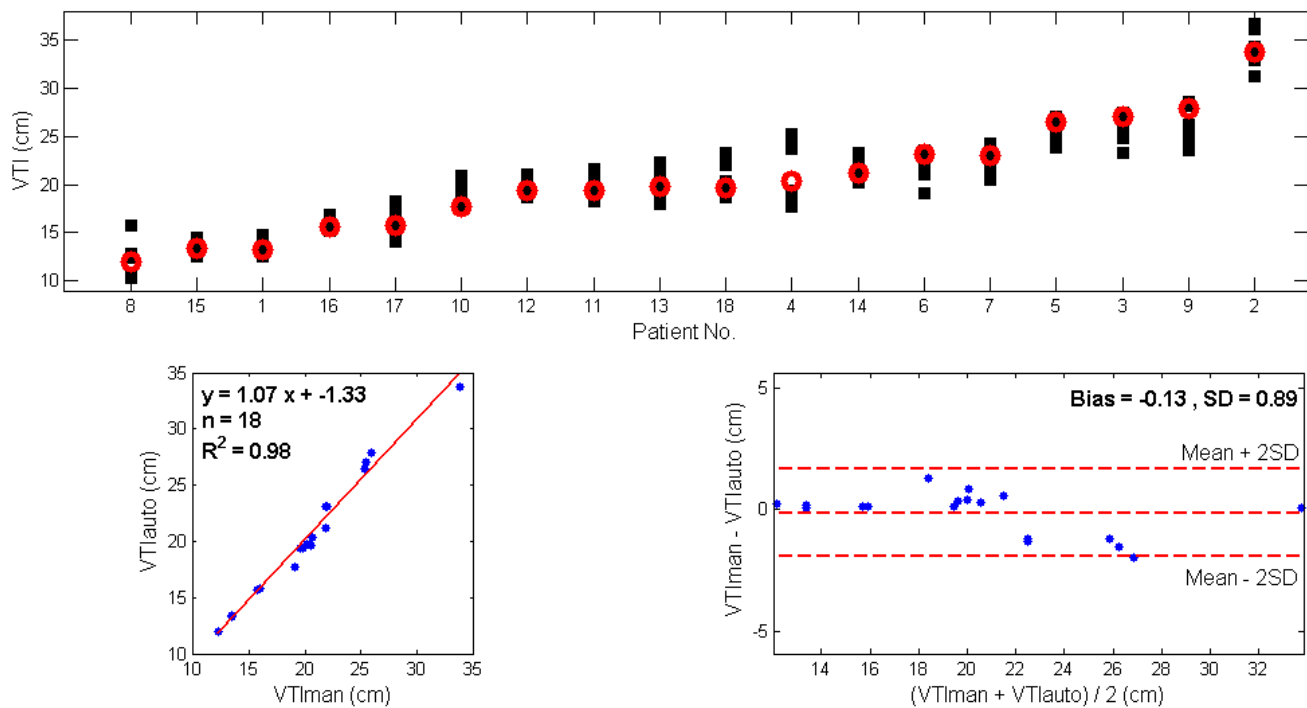 35
30
25
20
15
10
VTI (cm)
8 15 1 16 17 10 12 11 13 18 4 14 6 7 5 3 9 2
Patient No.
35
30
25
20
15
10
VTIauto (cm)
y = 1.07 x + -1.33
n = 18
R² = 0.98
10 15 20 25 30 35
VTIman (cm)
5
0
-5
VTIman - VTIauto (cm)
Bias = -0.13 , SD = 0.89
Mean + 2SD
Mean - 2SD
14 16 18 20 22 24 26 28 30 32
(VTIman + VTIauto) / 2 (cm)